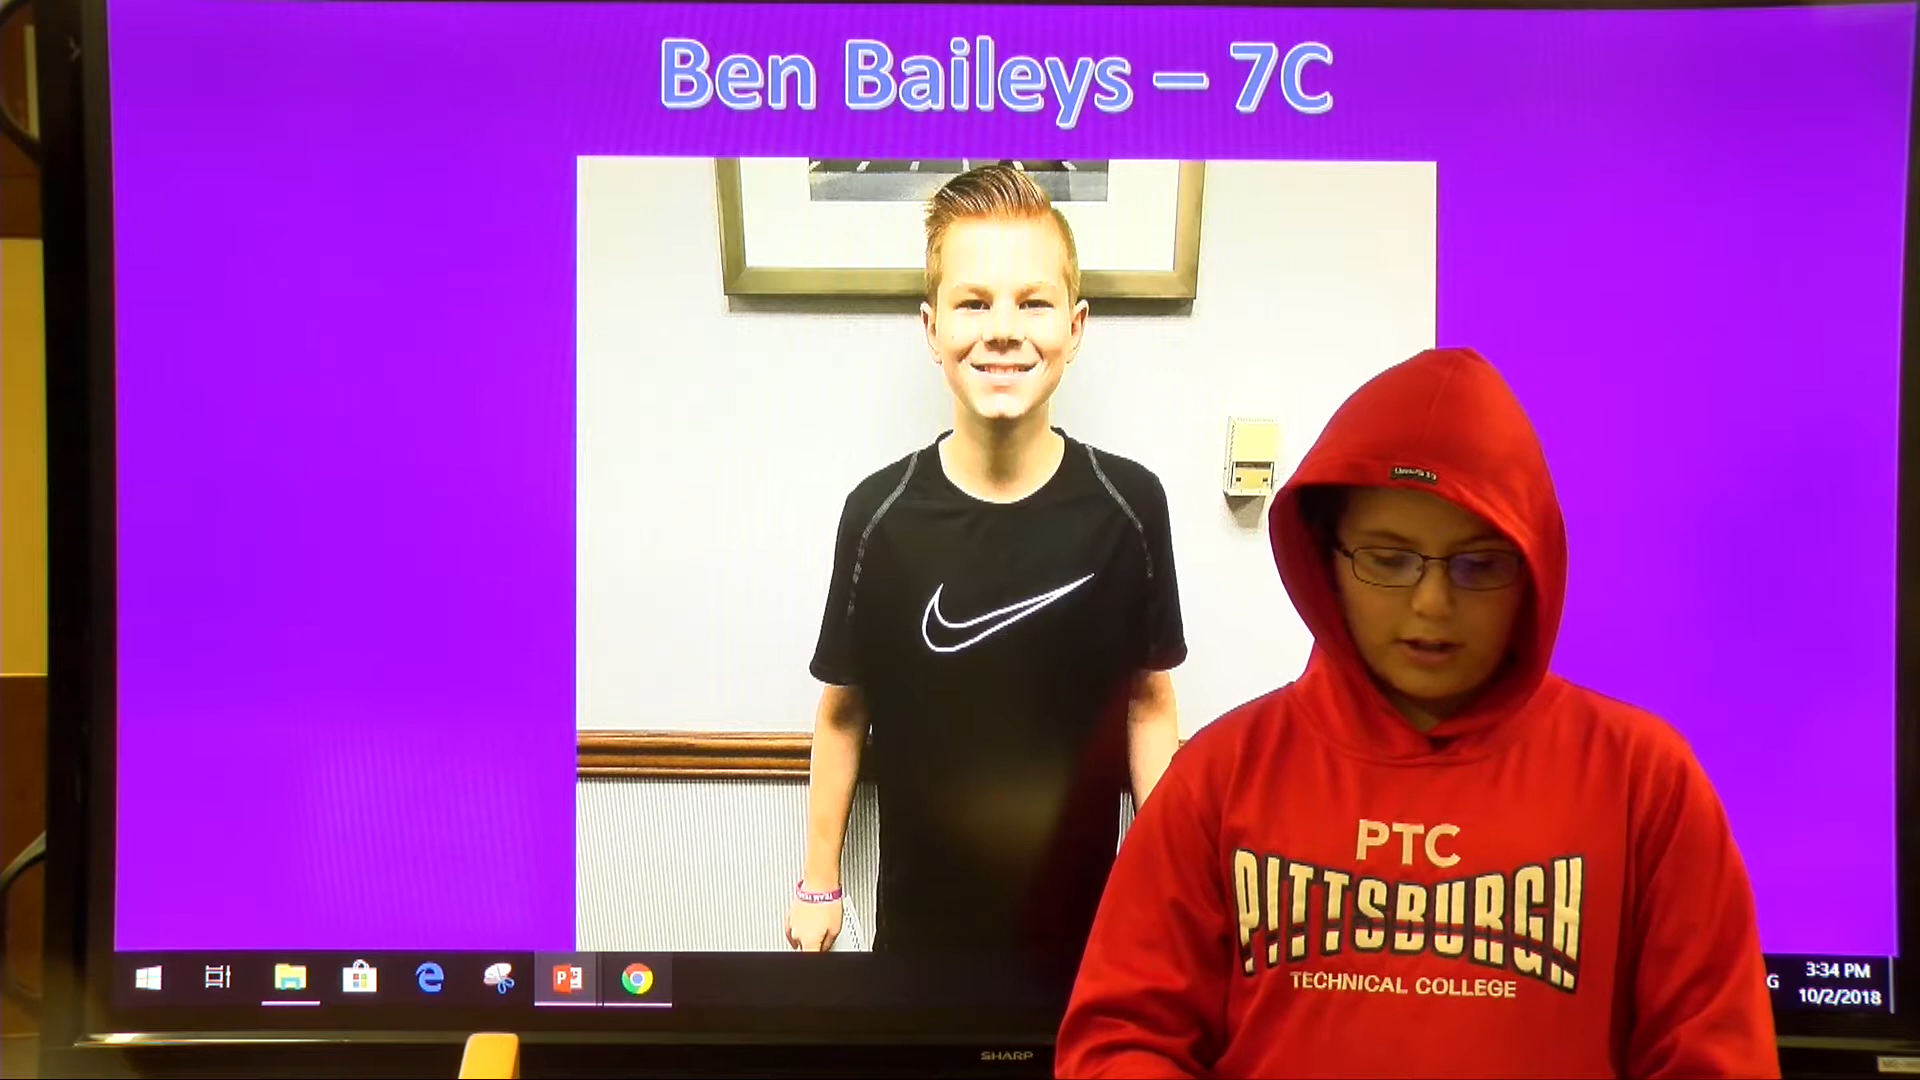 Ben Baileys – 7C
PTC
PITTSBURGH
TECHNICAL COLLEGE
3:34 PM
10/2/2018
SHARP